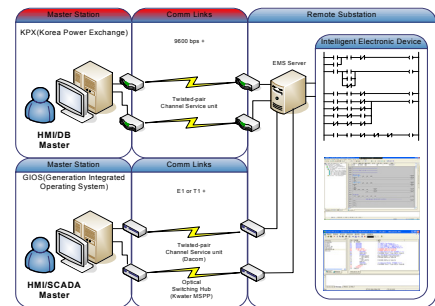 Master Station
Comm Links
Remote Substation
KPX(Korea Power Exchange)
9600 bps +
Intelligent Electronic Device
EMS Server
Twisted-pair
Channel Service unit
HMI/DB
Master
Master Station
Comm Links
GIOS(Generation Integrated
Operating System)
E1 or T1 +
Twisted-pair
Channel Service unit
(Dacom)
HMI/SCADA
Master
Optical
Switching Hub
(Kwater MSPP)